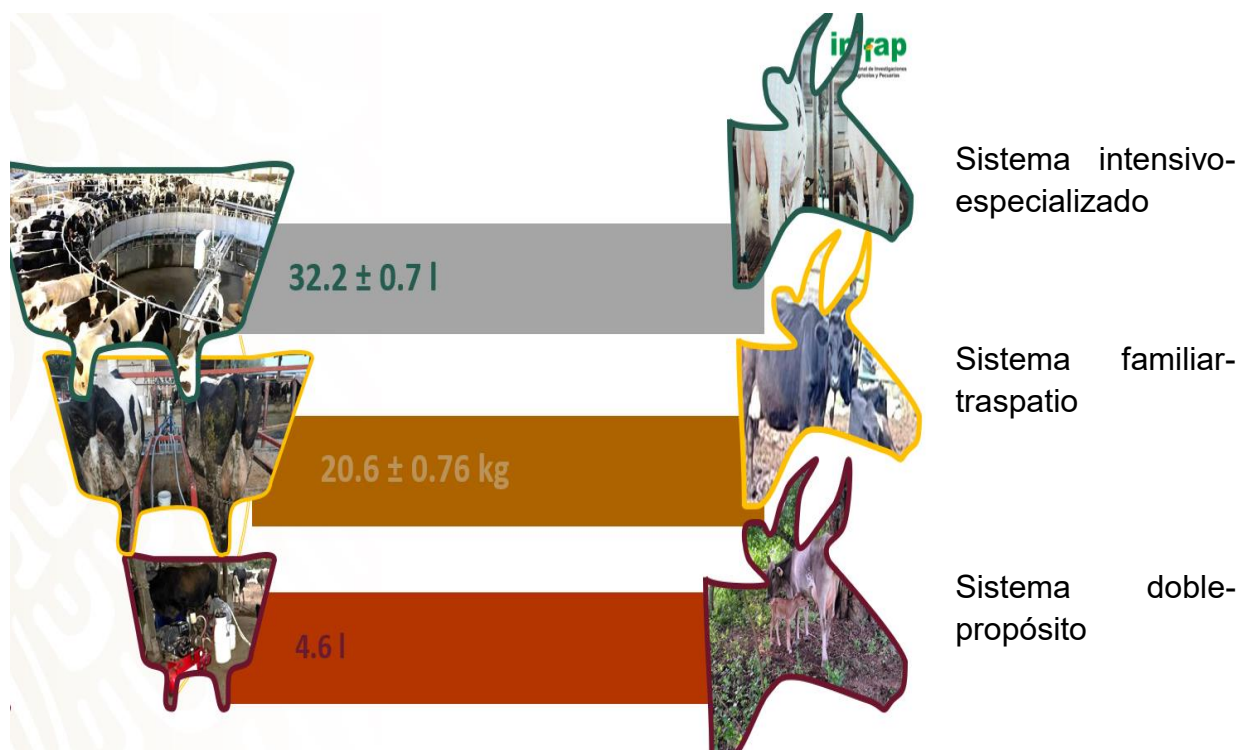 Sistema intensivo-
especializado
32.2 ± 0.7 l
Sistema familiar-
traspatio
20.6 ± 0.76 kg
Sistema doble-
propósito
4.6 l